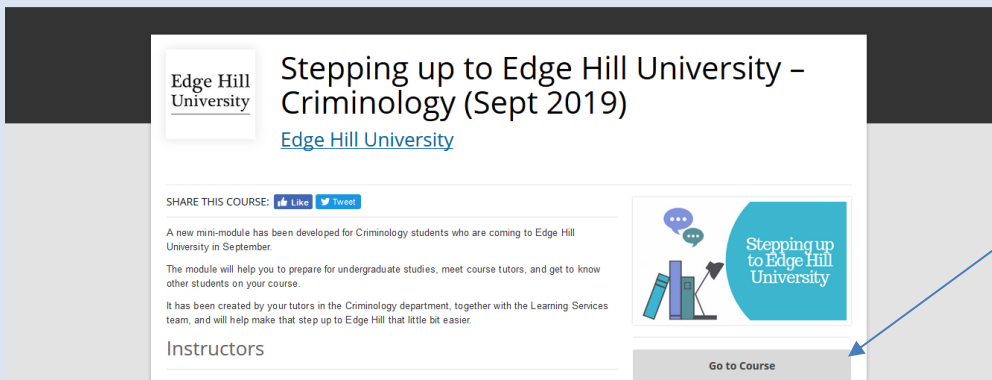 Edge Hill
University
Stepping up to Edge Hill University –
Criminology (Sept 2019)
Edge Hill University
SHARE THIS COURSE: Like Tweet
A new mini-module has been developed for Criminology students who are coming to Edge Hill
University in September.
The module will help you to prepare for undergraduate studies, meet course tutors, and get to know
other students on your course.
It has been created by your tutors in the Criminology department, together with the Learning Services
team, and will help make that step up to Edge Hill that little bit easier.
Instructors
Stepping up
to Edge Hill
University
Go to Course